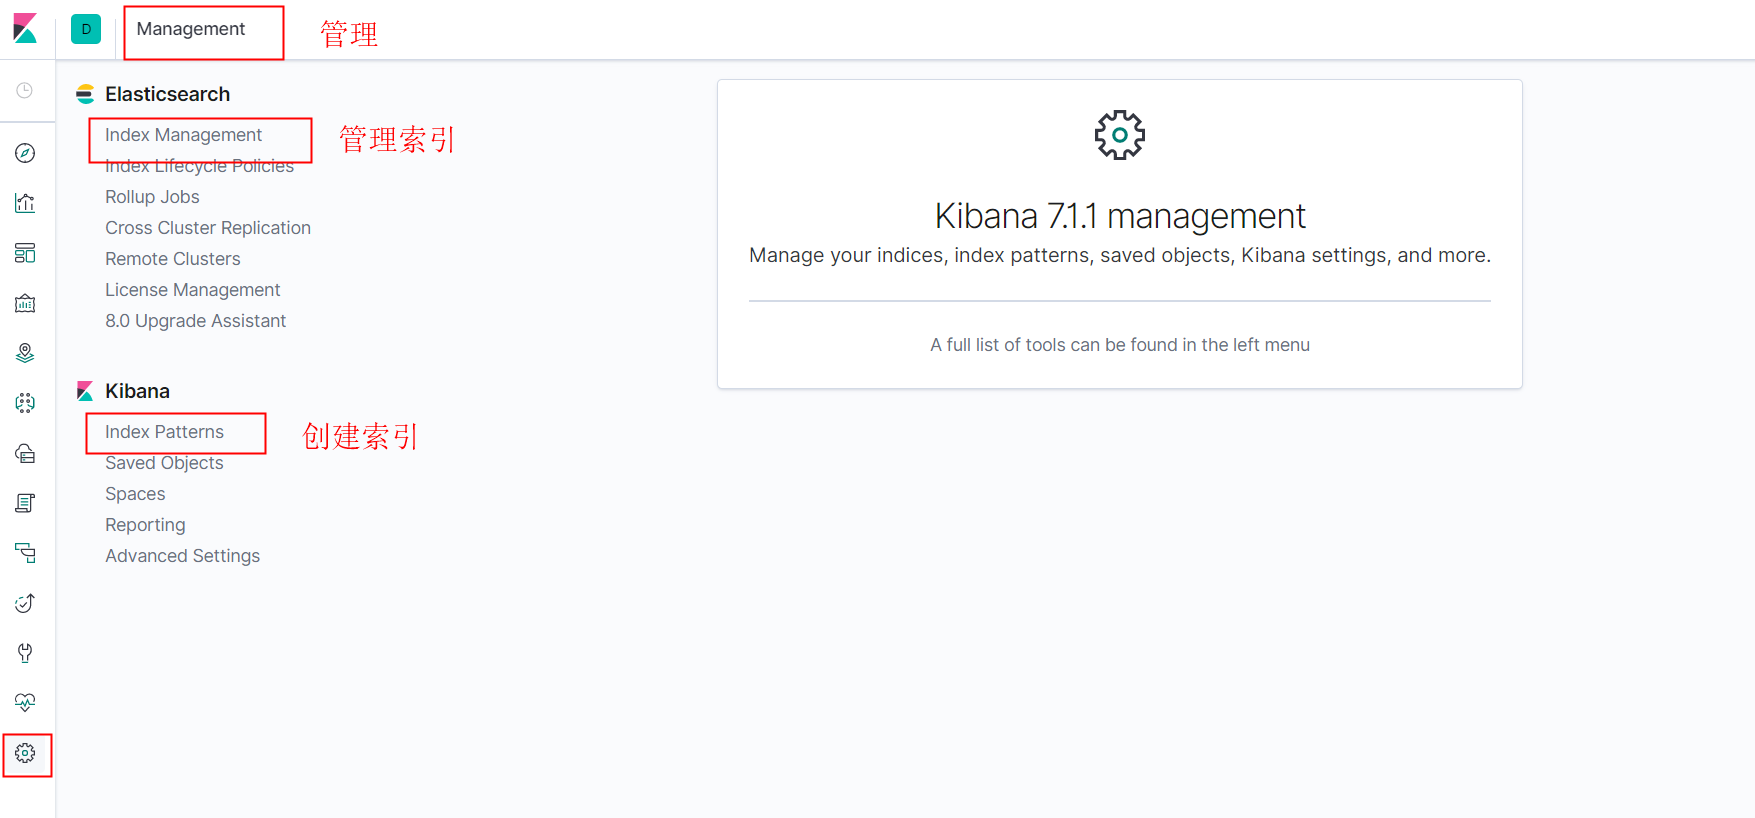 D Management 管理
Elasticsearch
Index Management 管理索引
Index Lifecycle Policies
Rollup Jobs
Cross Cluster Replication
Remote Clusters
License Management
8.0 Upgrade Assistant
Kibana
Index Patterns 创建索引
Saved Objects
Spaces
Reporting
Advanced Settings
Kibana 7.1.1 management
Manage your indices, index patterns, saved objects, Kibana settings, and more.
A full list of tools can be found in the left menu